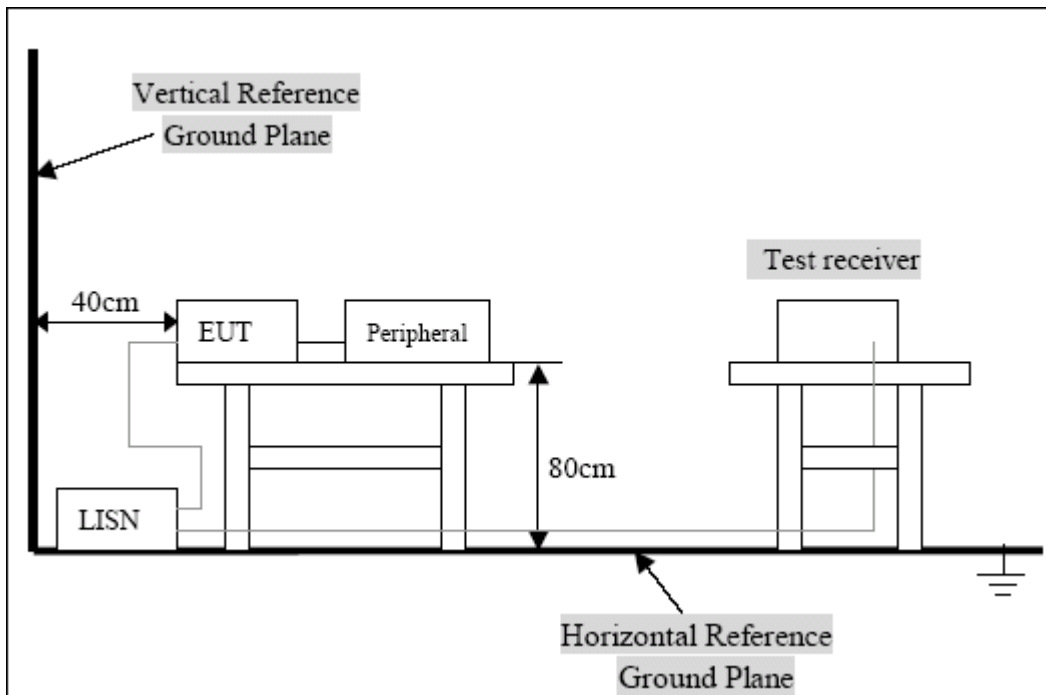 Vertical Reference
Ground Plane
Test receiver
40cm
EUT
Peripheral
80cm
LISN
Horizontal Reference
Ground Plane